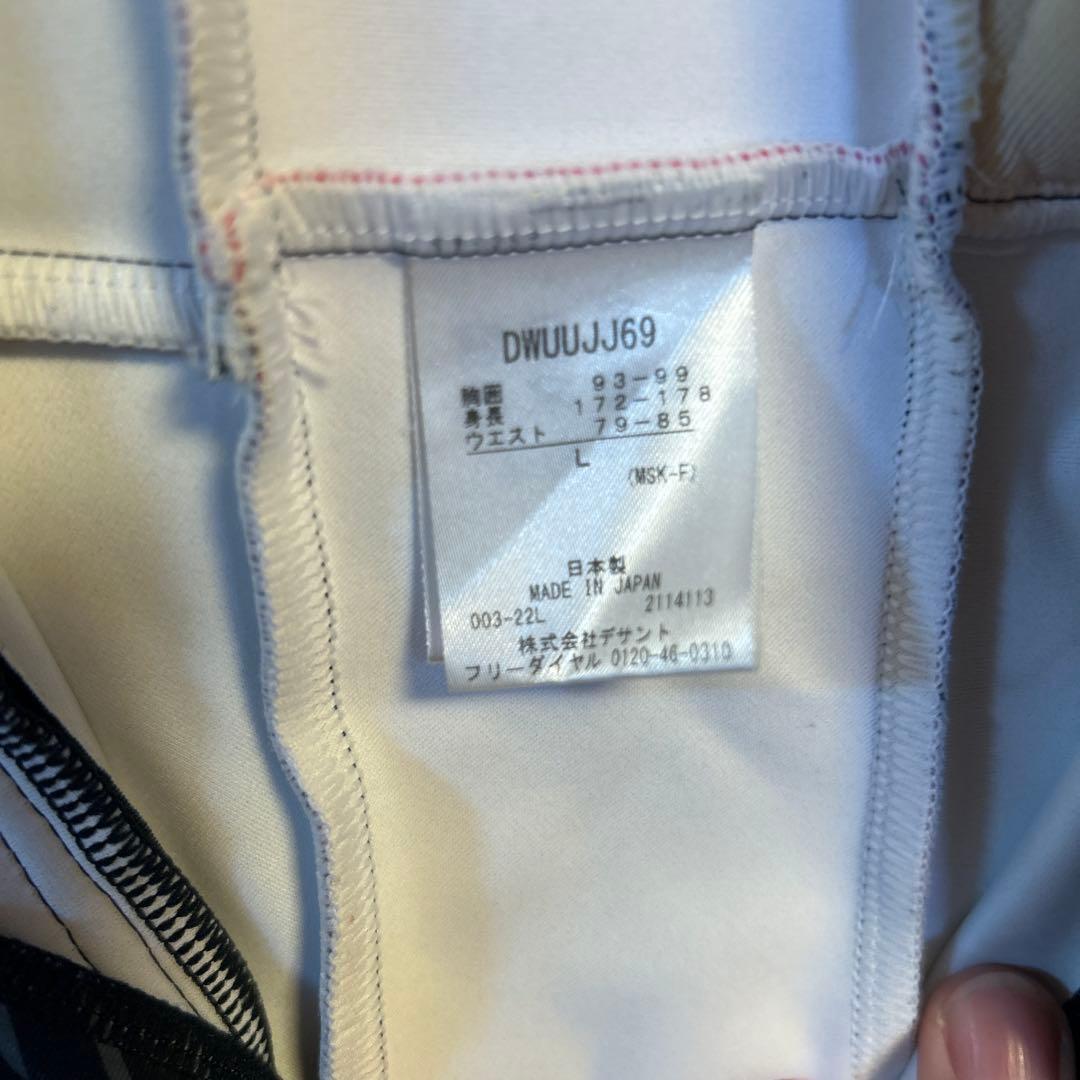 DWUUJJ69
胸囲 93-99
身長 172-178
ウエスト 79-85
L
(MSK-F)
日本製
MADE IN JAPAN
003-22L 2114113
株式会社デサント
フリーダイヤル 0120-46-0310